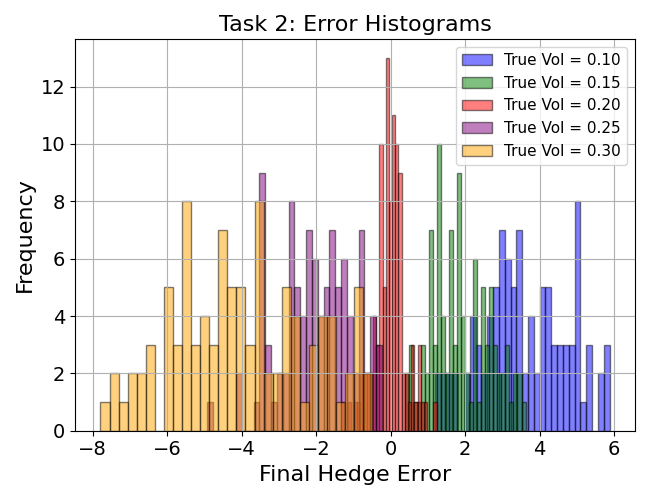 Task 2: Error Histograms
True Vol = 0.10
True Vol = 0.15
True Vol = 0.20
True Vol = 0.25
True Vol = 0.30
Frequency
12
10
8
6
4
2
0
−8 −6 −4 −2 0 2 4 6
Final Hedge Error